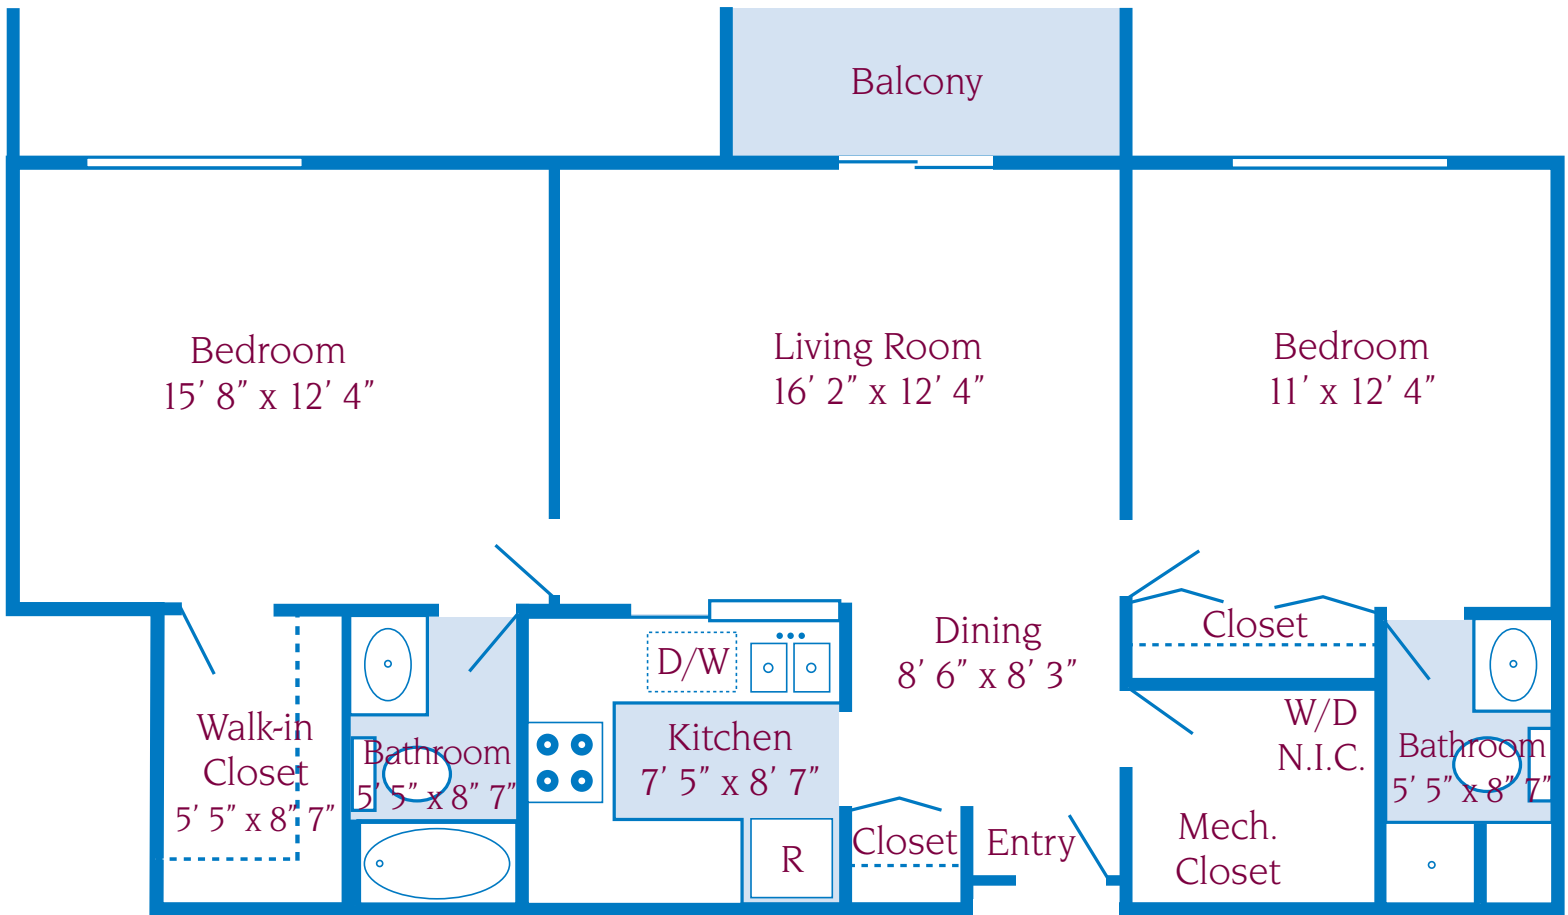 Balcony
Bedroom
15’ 8” x 12’ 4”
Living Room
16’ 2” x 12’ 4”
Bedroom
11’ x 12’ 4”
Walk-in
Closet
5’ 5” x 8” 7”
Bathroom
5’ 5” x 8” 7”
D/W
Kitchen
7’ 5” x 8’ 7”
R
Dining
8’ 6” x 8’ 3”
Closet
Entry
Closet
W/D
N.I.C.
Mech.
Closet
Bathroom
5’ 5” x 8” 7”